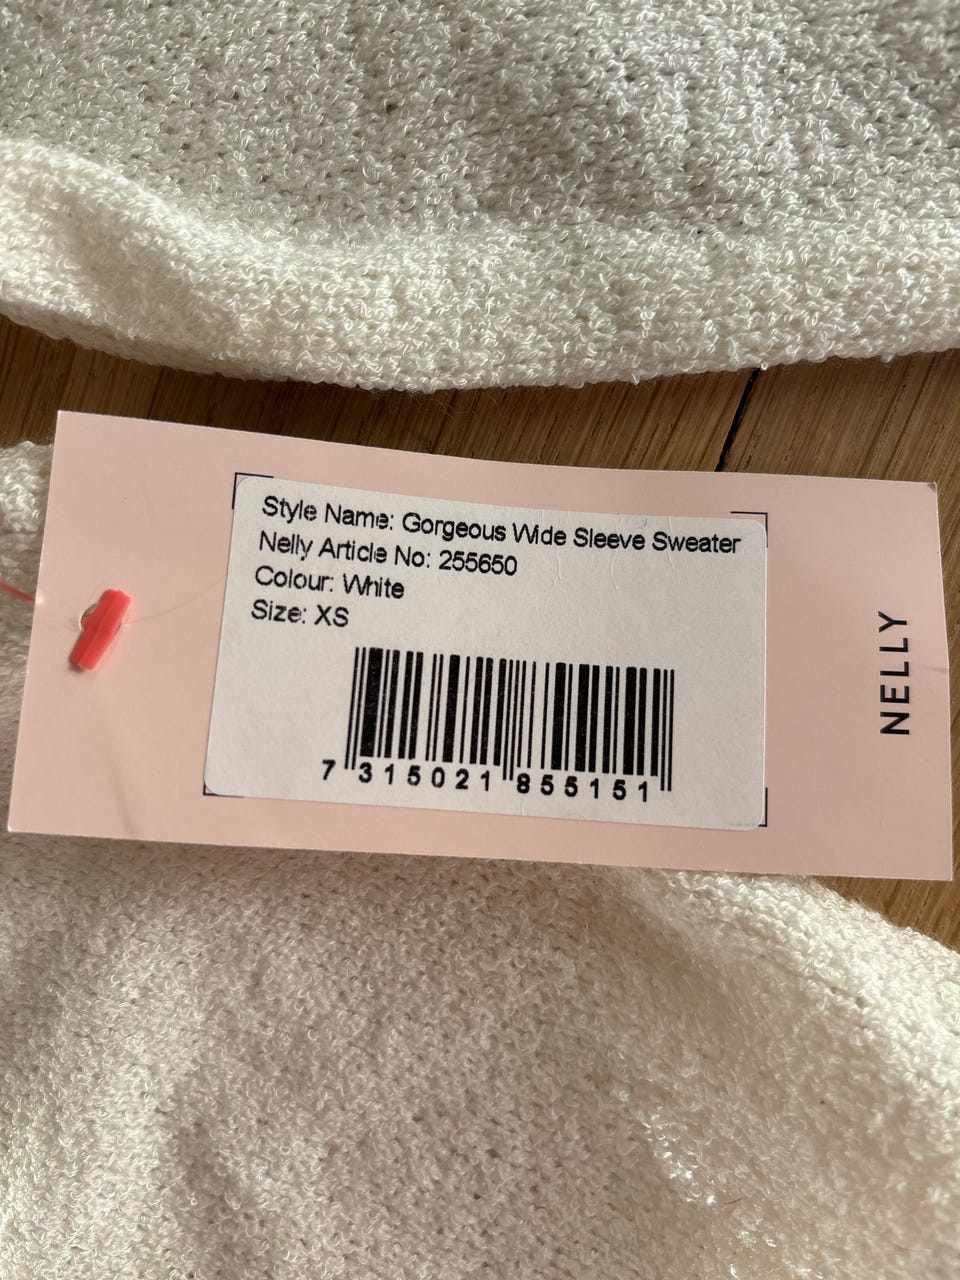 Style Name: Gorgeous Wide Sleeve Sweater
Nelly Article No: 255650
Colour: White
Size: XS
7 315021 855151
NELLY